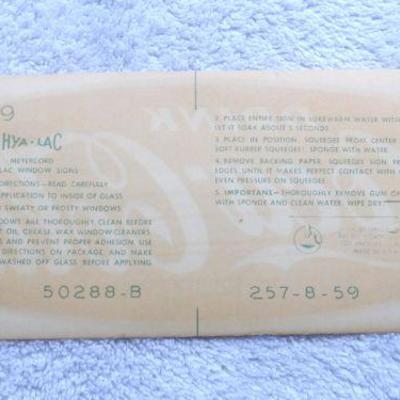 9
HYA-LAC
MEYERCORD
LAC WINDOW SIGNS
DIRECTIONS—READ CAREFULLY
APPLICATION TO INSIDE OF GLASS
SWEATY OR FROSTY WINDOWS
DOWS ARE THOROUGHLY CLEAN BEFORE
T OIL, GREASE, WAX, WINDOW CLEANERS
S AND PREVENT PROPER ADHESION. USE
DIRECTIONS ON PACKAGE, AND MAKE
WASHED OFF GLASS BEFORE APPLYING
50288-B
2. PLACE ENTIRE SIGN IN LUKEWARM WATER WITH
LET IT SOAK ABOUT 5 SECONDS
3. PLACE IN POSITION. SQUEEGEE FROM CENTER
SOFT RUBBER SQUEEGEE. SPONGE WITH WATER.
4. REMOVE BACKING PAPER. SQUEEGEE SIGN FR
EDGES UNTIL IT MAKES PERFECT CONTACT WITH G
EVEN PRESSURE ON SQUEEGEE
5. IMPORTANT—THOROUGHLY REMOVE GUM
WITH SPONGE AND CLEAN WATER. WIPE DRY
257-8-59